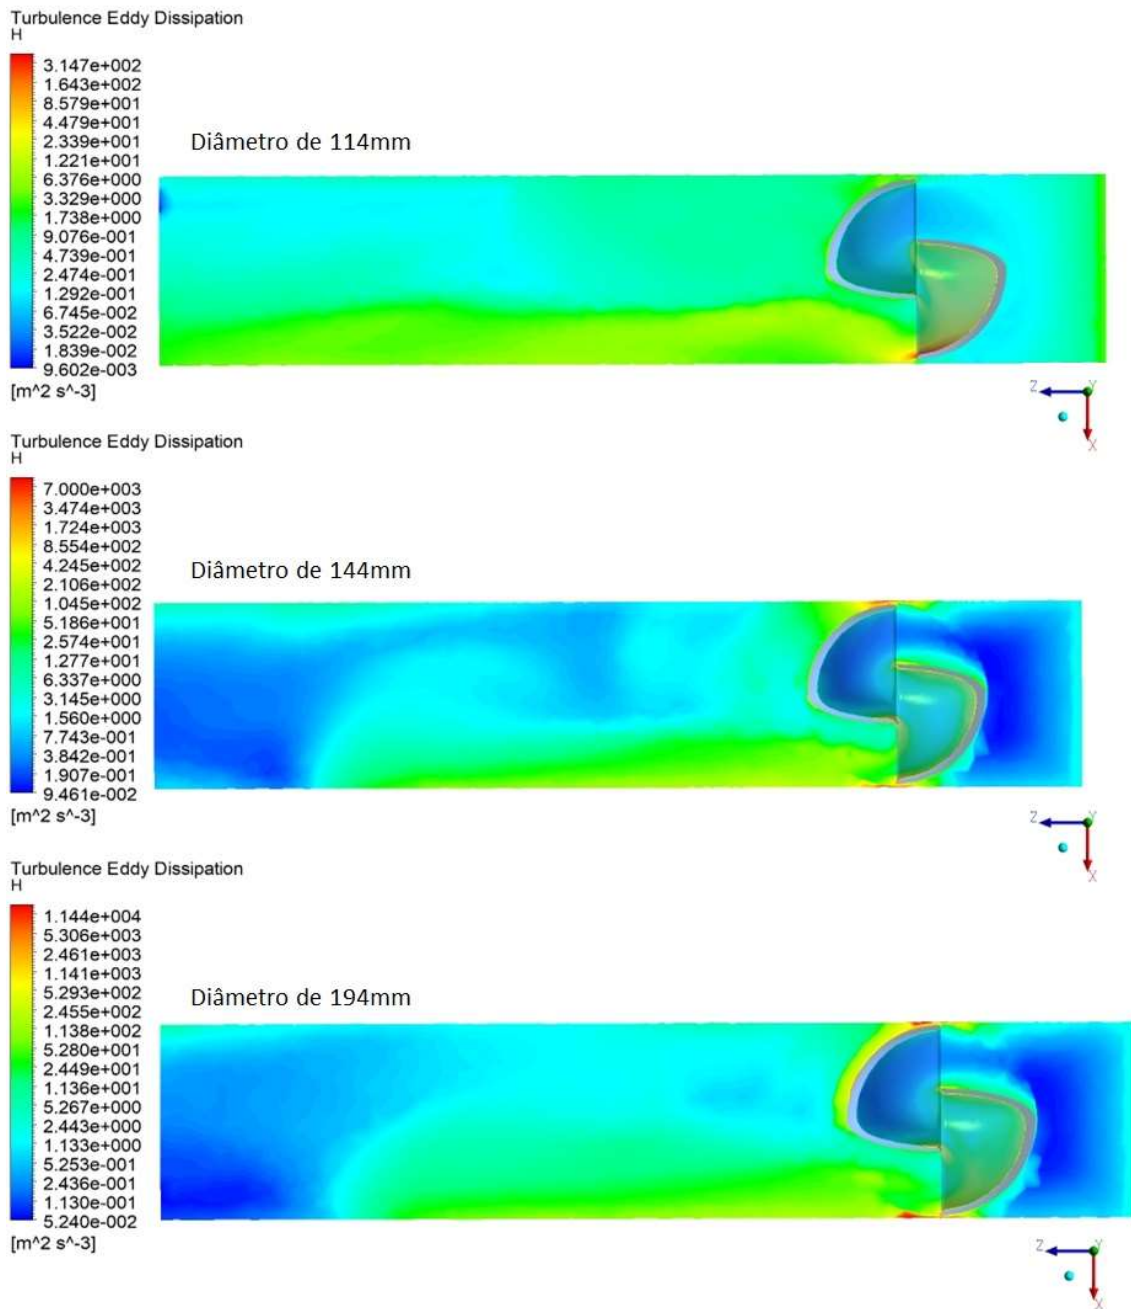 Turbulence Eddy Dissipation
H
3.147e+002
1.643e+002
8.579e+001
4.479e+001
2.339e+001
1.221e+001
6.376e+000
3.329e+000
1.738e+000
9.076e-001
4.739e-001
2.474e-001
1.292e-001
6.745e-002
3.522e-002
1.839e-002
9.602e-003
[m^2 s^-3]
Diâmetro de 114mm
Z
Y
X
Turbulence Eddy Dissipation
H
7.000e+003
3.474e+003
1.724e+003
8.554e+002
4.245e+002
2.106e+002
1.045e+002
5.186e+001
2.574e+001
1.277e+001
6.337e+000
3.145e+000
1.560e+000
7.743e-001
3.842e-001
1.907e-001
9.461e-002
[m^2 s^-3]
Diâmetro de 144mm
Z
Y
X
Turbulence Eddy Dissipation
H
1.144e+004
5.306e+003
2.461e+003
1.141e+003
5.293e+002
2.455e+002
1.138e+002
5.280e+001
2.449e+001
1.136e+001
5.267e+000
2.443e+000
1.133e+000
5.253e-001
2.436e-001
1.130e-001
5.240e-002
[m^2 s^-3]
Diâmetro de 194mm
Z
Y
X